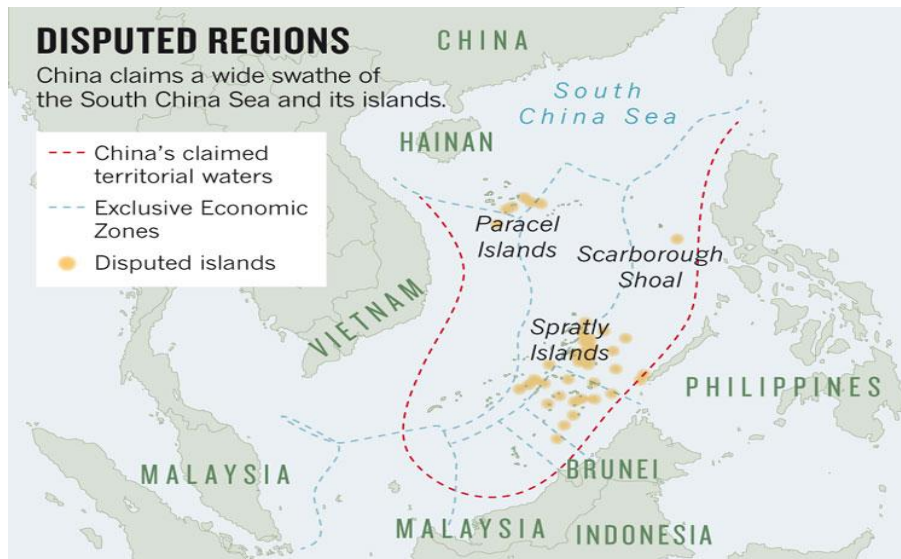 DISPUTED REGIONS
China claims a wide swathe of
the South China Sea and its islands.
China's claimed
territorial waters
Exclusive Economic
Zones
Disputed islands
CHINA
South
China Sea
HAINAN
Paracel
Islands
Scarborough
Shoal
VIETNAM
Spratly
Islands
PHILIPPINES
MALAYSIA
BRUNEI
MALAYSIA
INDONESIA